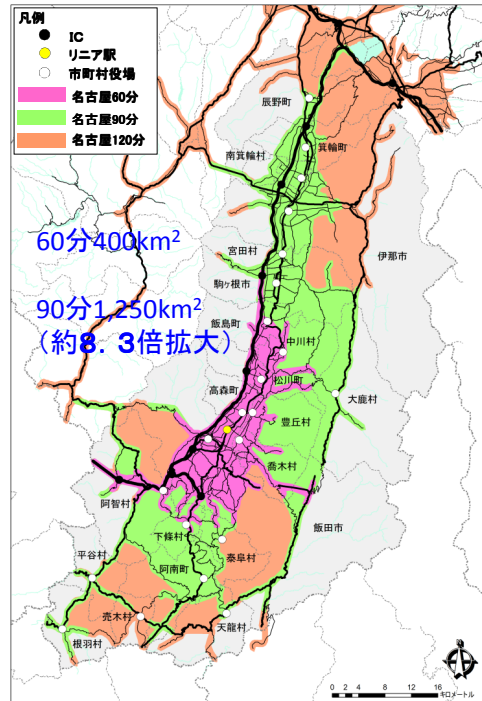 凡例
IC
リニア駅
市町村役場
名古屋60分
名古屋90分
名古屋120分
辰野町
南箕輪村
箕輪町
60分400km²
伊那市
宮田村
駒ヶ根市
90分1,250km²
飯島町
(約8.3倍拡大)
中川村
高森町
松川町
大鹿村
豊丘村
喬木村
阿智村
飯田市
下條村
泰阜村
平谷村
阿南町
売木村
天龍村
根羽村
0 2 4 8 12 16
キロメートル